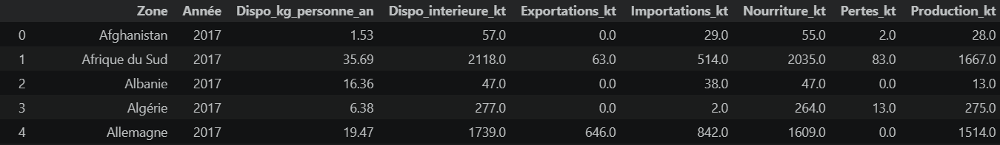 Zone Année Dispo_kg_personne_an Dispo_interieure_kt Exportations_kt Importations_kt Nourriture_kt Pertes_kt Production_kt
0 Afghanistan 2017 1.53 57.0 0.0 29.0 55.0 2.0 28.0
1 Afrique du Sud 2017 35.69 2118.0 63.0 514.0 2035.0 83.0 1667.0
2 Albanie 2017 16.36 47.0 0.0 38.0 47.0 0.0 13.0
3 Algérie 2017 6.38 277.0 0.0 2.0 264.0 13.0 275.0
4 Allemagne 2017 19.47 1739.0 646.0 842.0 1609.0 0.0 1514.0